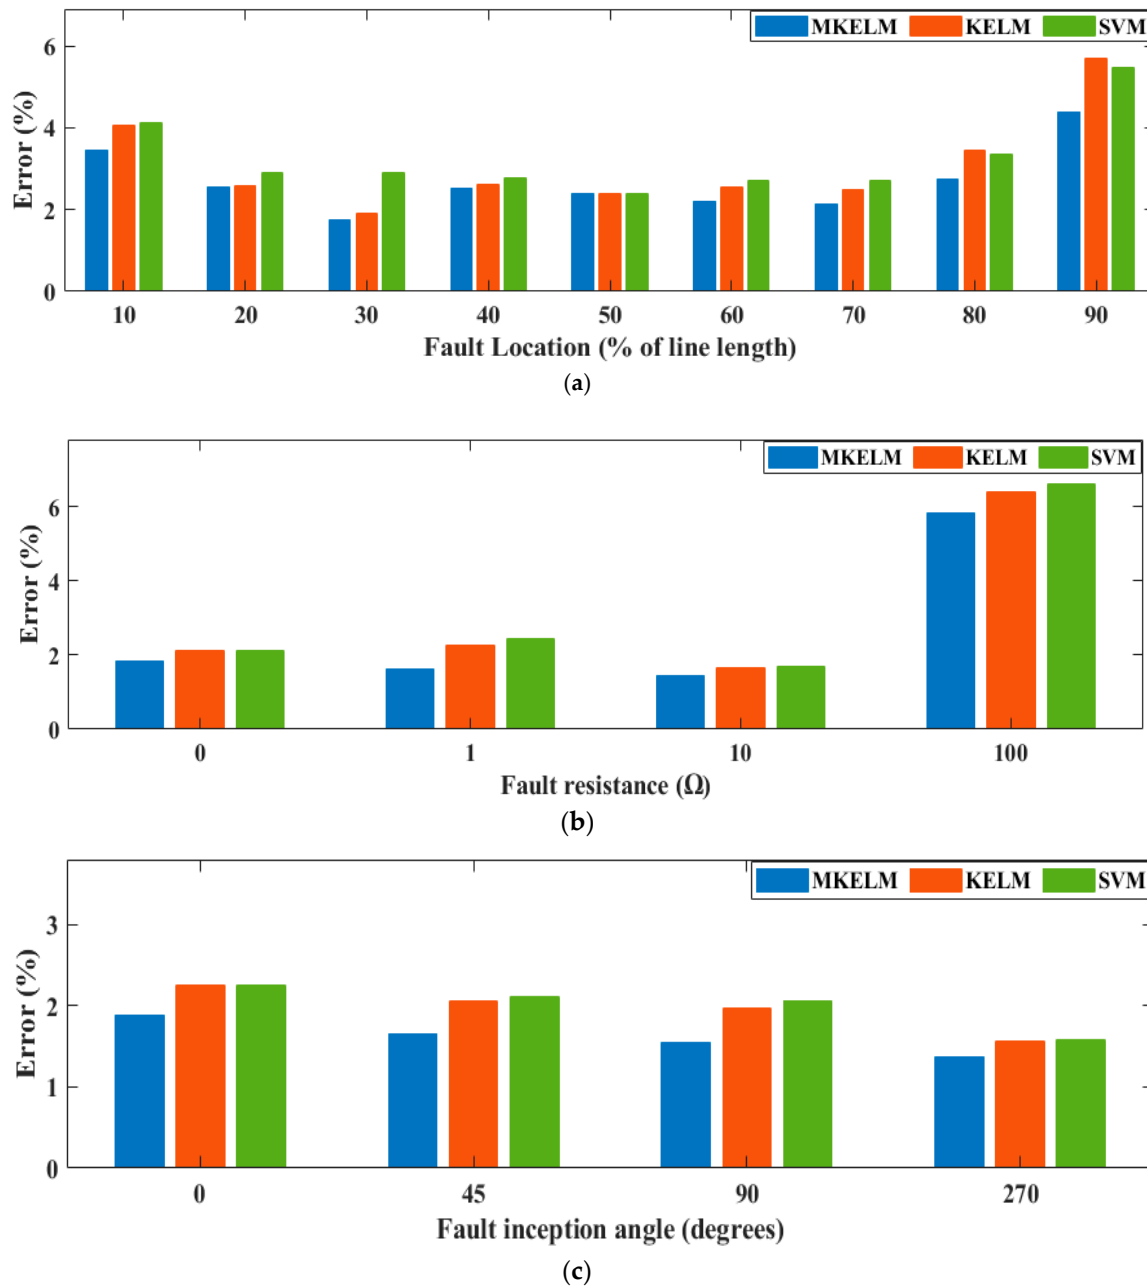 MKELM KELM SVM
Error (%)
6
4
2
0
10 20 30 40 50 60 70 80 90
Fault Location (% of line length)
(a)
MKELM KELM SVM
Error (%)
6
4
2
0
0 1 10 100
Fault resistance (Ω)
(b)
MKELM KELM SVM
Error (%)
3
2
1
0
0 45 90 270
Fault inception angle (degrees)
(c)